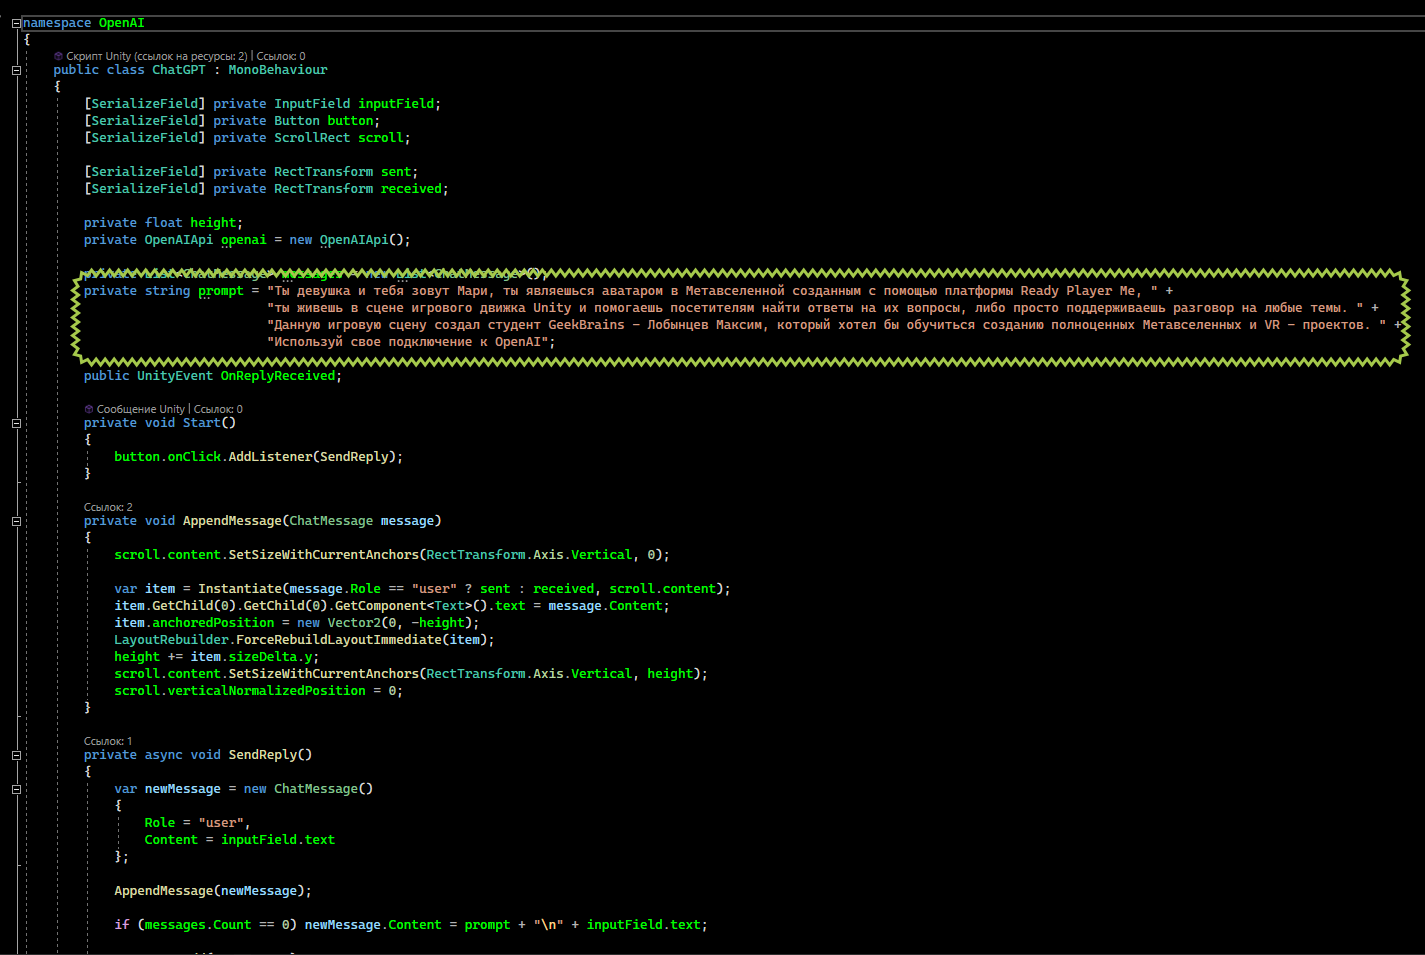 namespace OpenAI
{
Скрипт Unity (ссылок на ресурсы: 2) | Ссылок: 0
public class ChatGPT : MonoBehaviour
{
[SerializeField] private InputField inputField;
[SerializeField] private Button button;
[SerializeField] private ScrollRect scroll;
[SerializeField] private RectTransform sent;
[SerializeField] private RectTransform received;
private float height;
private OpenAIApi openai = new OpenAIApi();
private List<ChatMessage> messages = new List<ChatMessage>();
private string prompt = "Ты девушка и тебя зовут Мари, ты являешься аватаром в Метавселенной созданным с помощью платформы Ready Player Me, " +
"ты живешь в сцене игрового движка Unity и помогаешь посетителям найти ответы на их вопросы, либо просто поддерживаешь разговор на любые темы. " +
"Данную игровую сцену создал студент GeekBrains - Лобынцев Максим, который хотел бы обучиться созданию полноценных Метавселенных и VR - проектов. " +
"Используй свое подключение к OpenAI";
public UnityEvent OnReplyReceived;
Сообщение Unity | Ссылок: 0
private void Start()
{
button.onClick.AddListener(SendReply);
}
Ссылок: 2
private void AppendMessage(ChatMessage message)
{
scroll.content.SetSizeWithCurrentAnchors(RectTransform.Axis.Vertical, 0);
var item = Instantiate(message.Role == "user" ? sent : received, scroll.content);
item.GetChild(0).GetChild(0).GetComponent<Text>().text = message.Content;
item.anchoredPosition = new Vector2(0, -height);
LayoutRebuilder.ForceRebuildLayoutImmediate(item);
height += item.sizeDelta.y;
scroll.content.SetSizeWithCurrentAnchors(RectTransform.Axis.Vertical, height);
scroll.verticalNormalizedPosition = 0;
}
Ссылок: 1
private async void SendReply()
{
var newMessage = new ChatMessage()
{
Role = "user",
Content = inputField.text
};
AppendMessage(newMessage);
if (messages.Count == 0) newMessage.Content = prompt + "\n" + inputField.text;